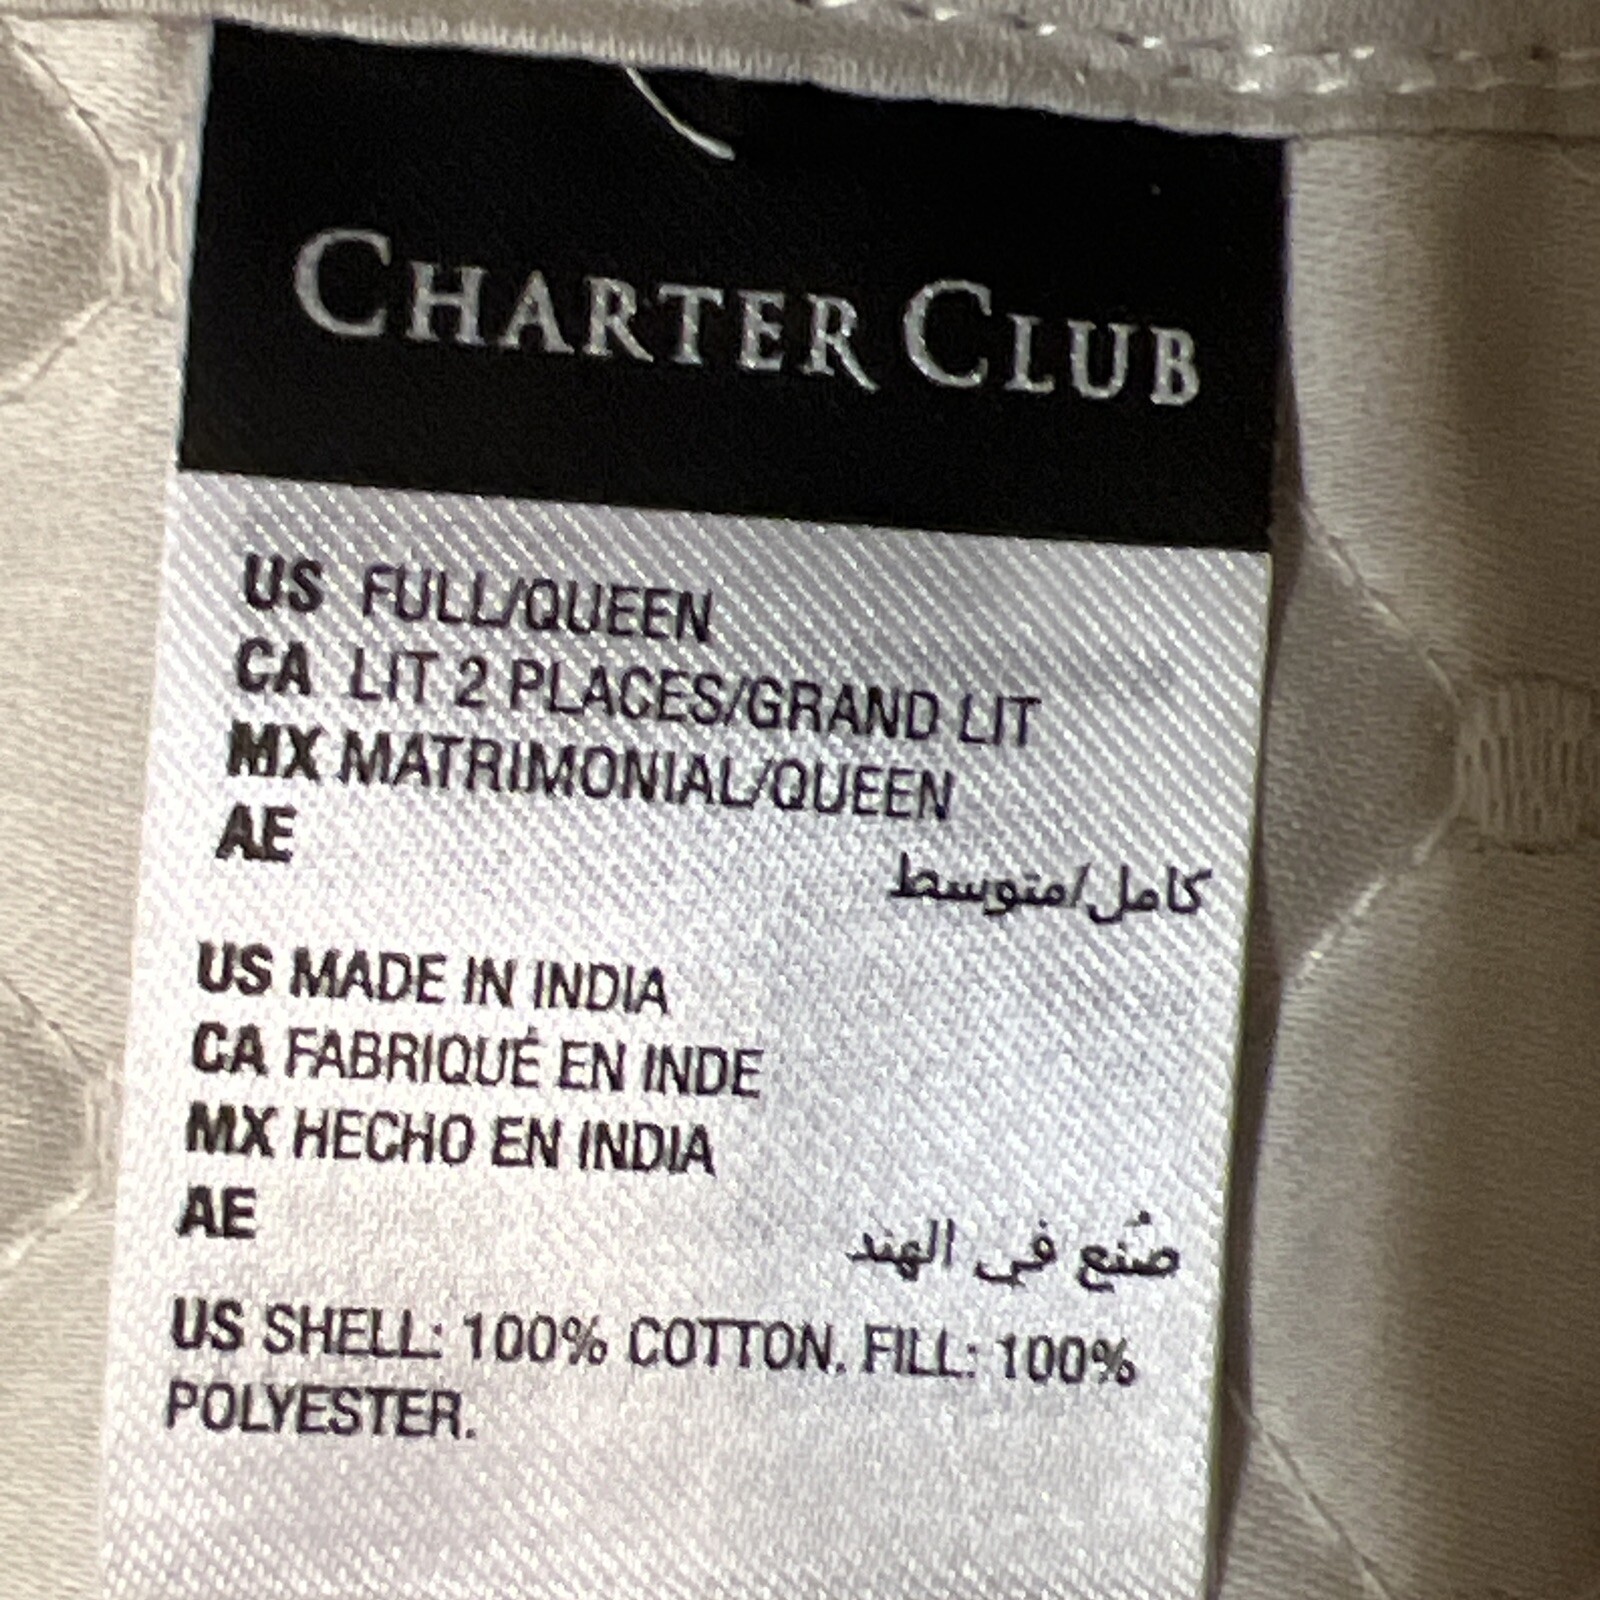 CHARTER CLUB
US FULL/QUEEN
CA LIT 2 PLACES/GRAND LIT
MX MATRIMONIAL/QUEEN
AE
كامل/متوسط
US MADE IN INDIA
CA FABRIQUÉ EN INDE
MX HECHO EN INDIA
AE
صُنع في الهند
US SHELL: 100% COTTON. FILL: 100%
POLYESTER.